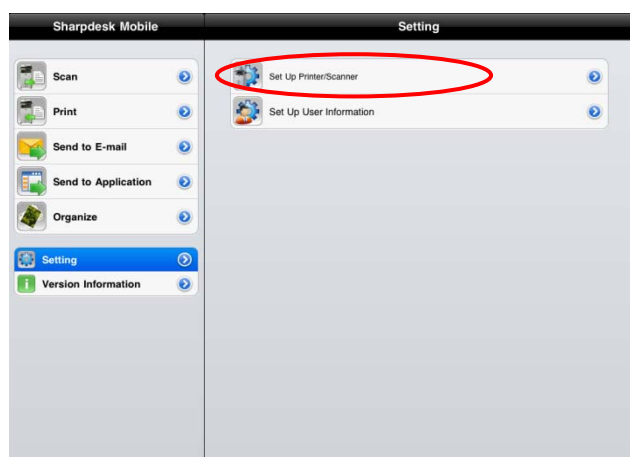 Sharpdesk Mobile
Scan
Print
Send to E-mail
Send to Application
Organize
Setting
Version Information
Setting
Set Up Printer/Scanner
Set Up User Information